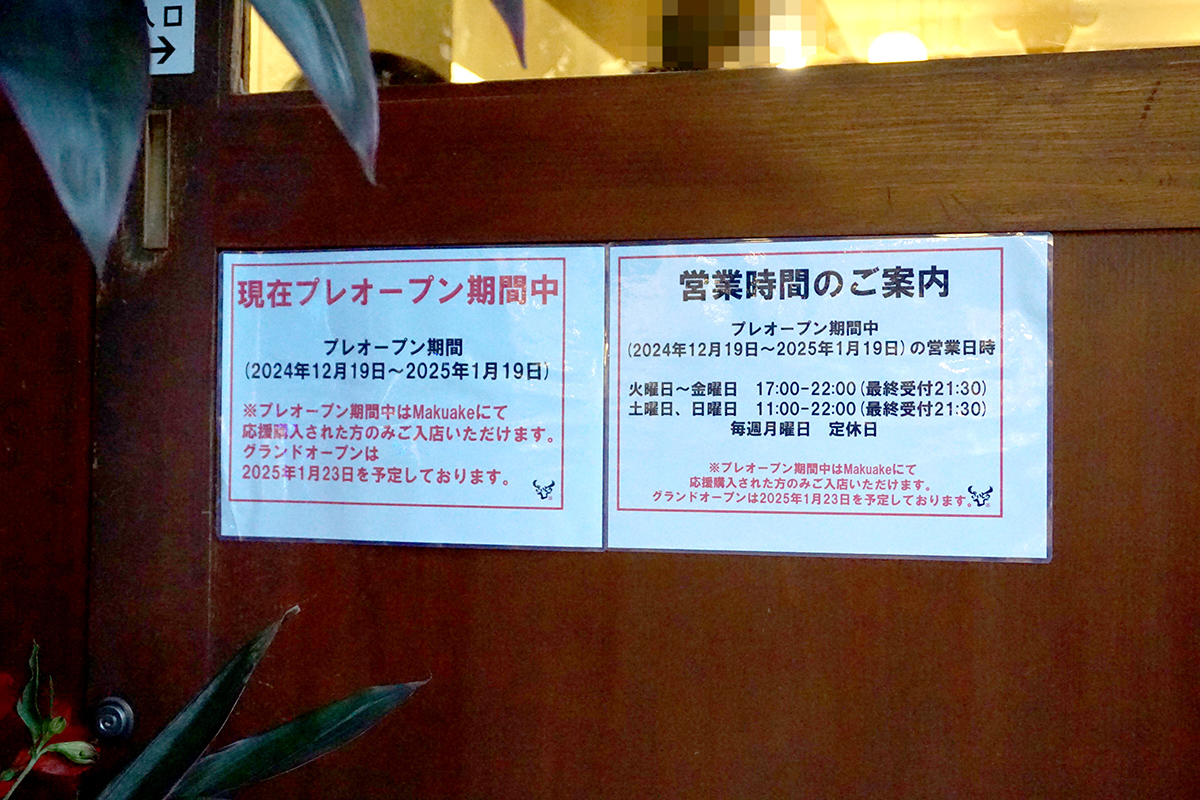 入口
→
現在プレオープン期間中
プレオープン期間
(2024年12月19日～2025年1月19日)
※プレオープン期間中はMakuakeにて
応援購入された方のみご入店いただけます。
グランドオープンは
2025年1月23日を予定しております。
営業時間のご案内
プレオープン期間中
(2024年12月19日～2025年1月19日)の営業日時
火曜日～金曜日　17:00-22:00(最終受付21:30)
土曜日、日曜日　11:00-22:00(最終受付21:30)
毎週月曜日　定休日
※プレオープン期間中はMakuakeにて
応援購入された方のみご入店いただけます。
グランドオープンは2025年1月23日を予定しております。